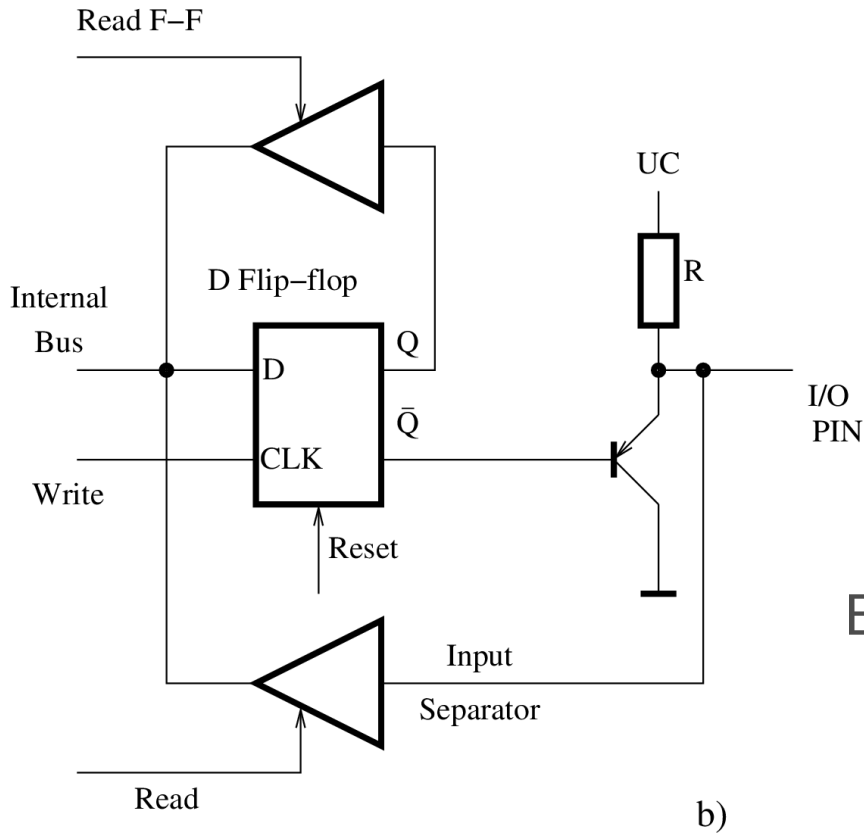 Read F−F
UC
R
D Flip−flop
Internal
Bus
Q
D
I/O
PIN
Q̄
CLK
Write
Reset
E
Input
Separator
Read
b)